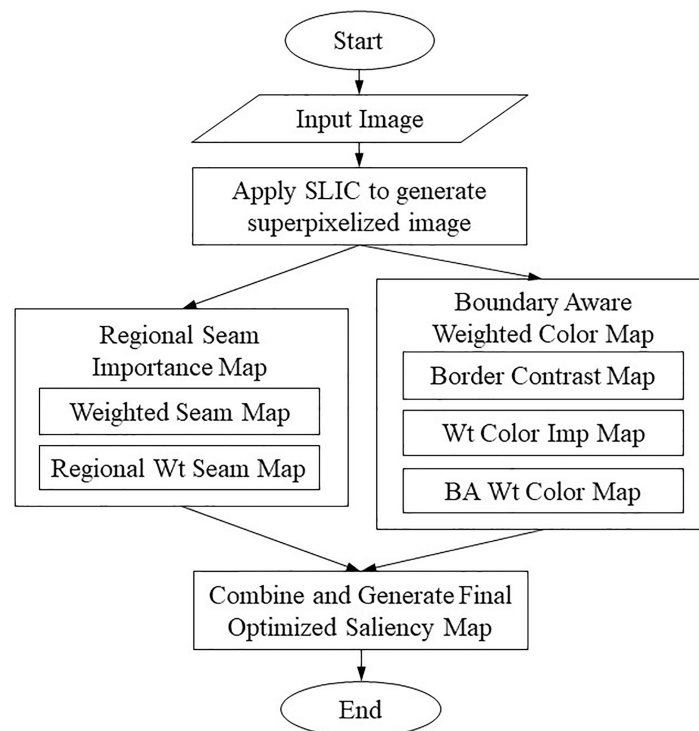 Start
Input Image
Apply SLIC to generate
superpixelized image
Regional Seam
Importance Map
Weighted Seam Map
Regional Wt Seam Map
Boundary Aware
Weighted Color Map
Border Contrast Map
Wt Color Imp Map
BA Wt Color Map
Combine and Generate Final
Optimized Saliency Map
End